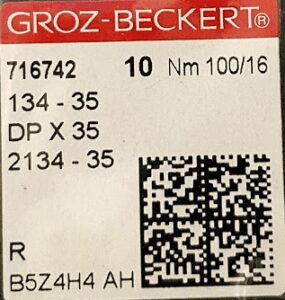 GROZ-BECKERT®
716742 10 Nm 100/16
134 - 35
DP X 35
2134 - 35
R
B5Z4H4 AH